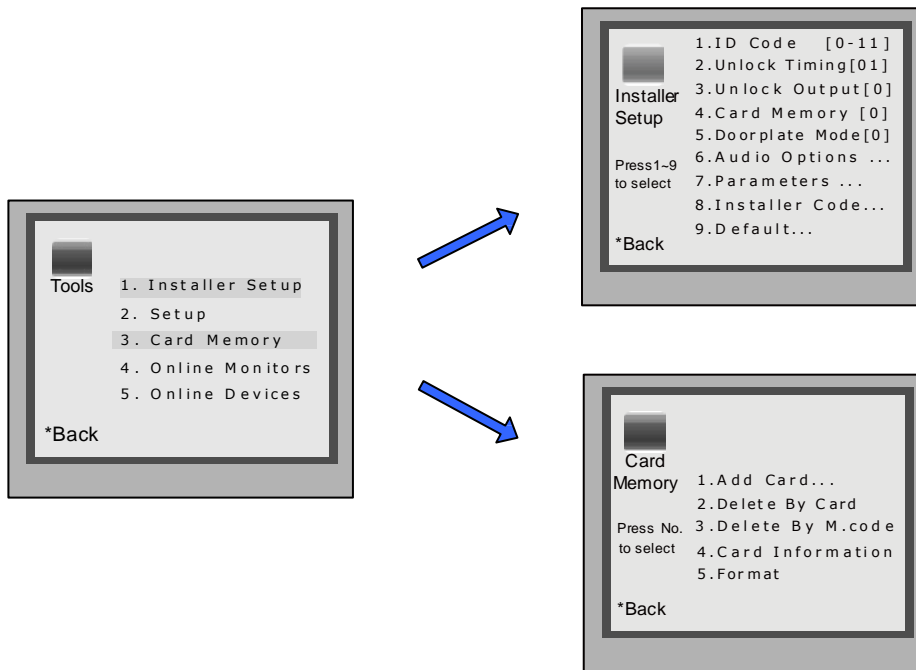 Tools
1. Installer Setup
2. Setup
3. Card Memory
4. Online Monitors
5. Online Devices
*Back
Installer
Setup
Press1~9
to select
*Back
1.ID Code [0-11]
2.Unlock Timing[01]
3.Unlock Output[0]
4.Card Memory [0]
5.Doorplate Mode[0]
6.Audio Options ...
7.Parameters ...
8.Installer Code...
9.Default...
Card
Memory
Press No.
to select
*Back
1.Add Card...
2.Delete By Card
3.Delete By M.code
4.Card Information
5.Format